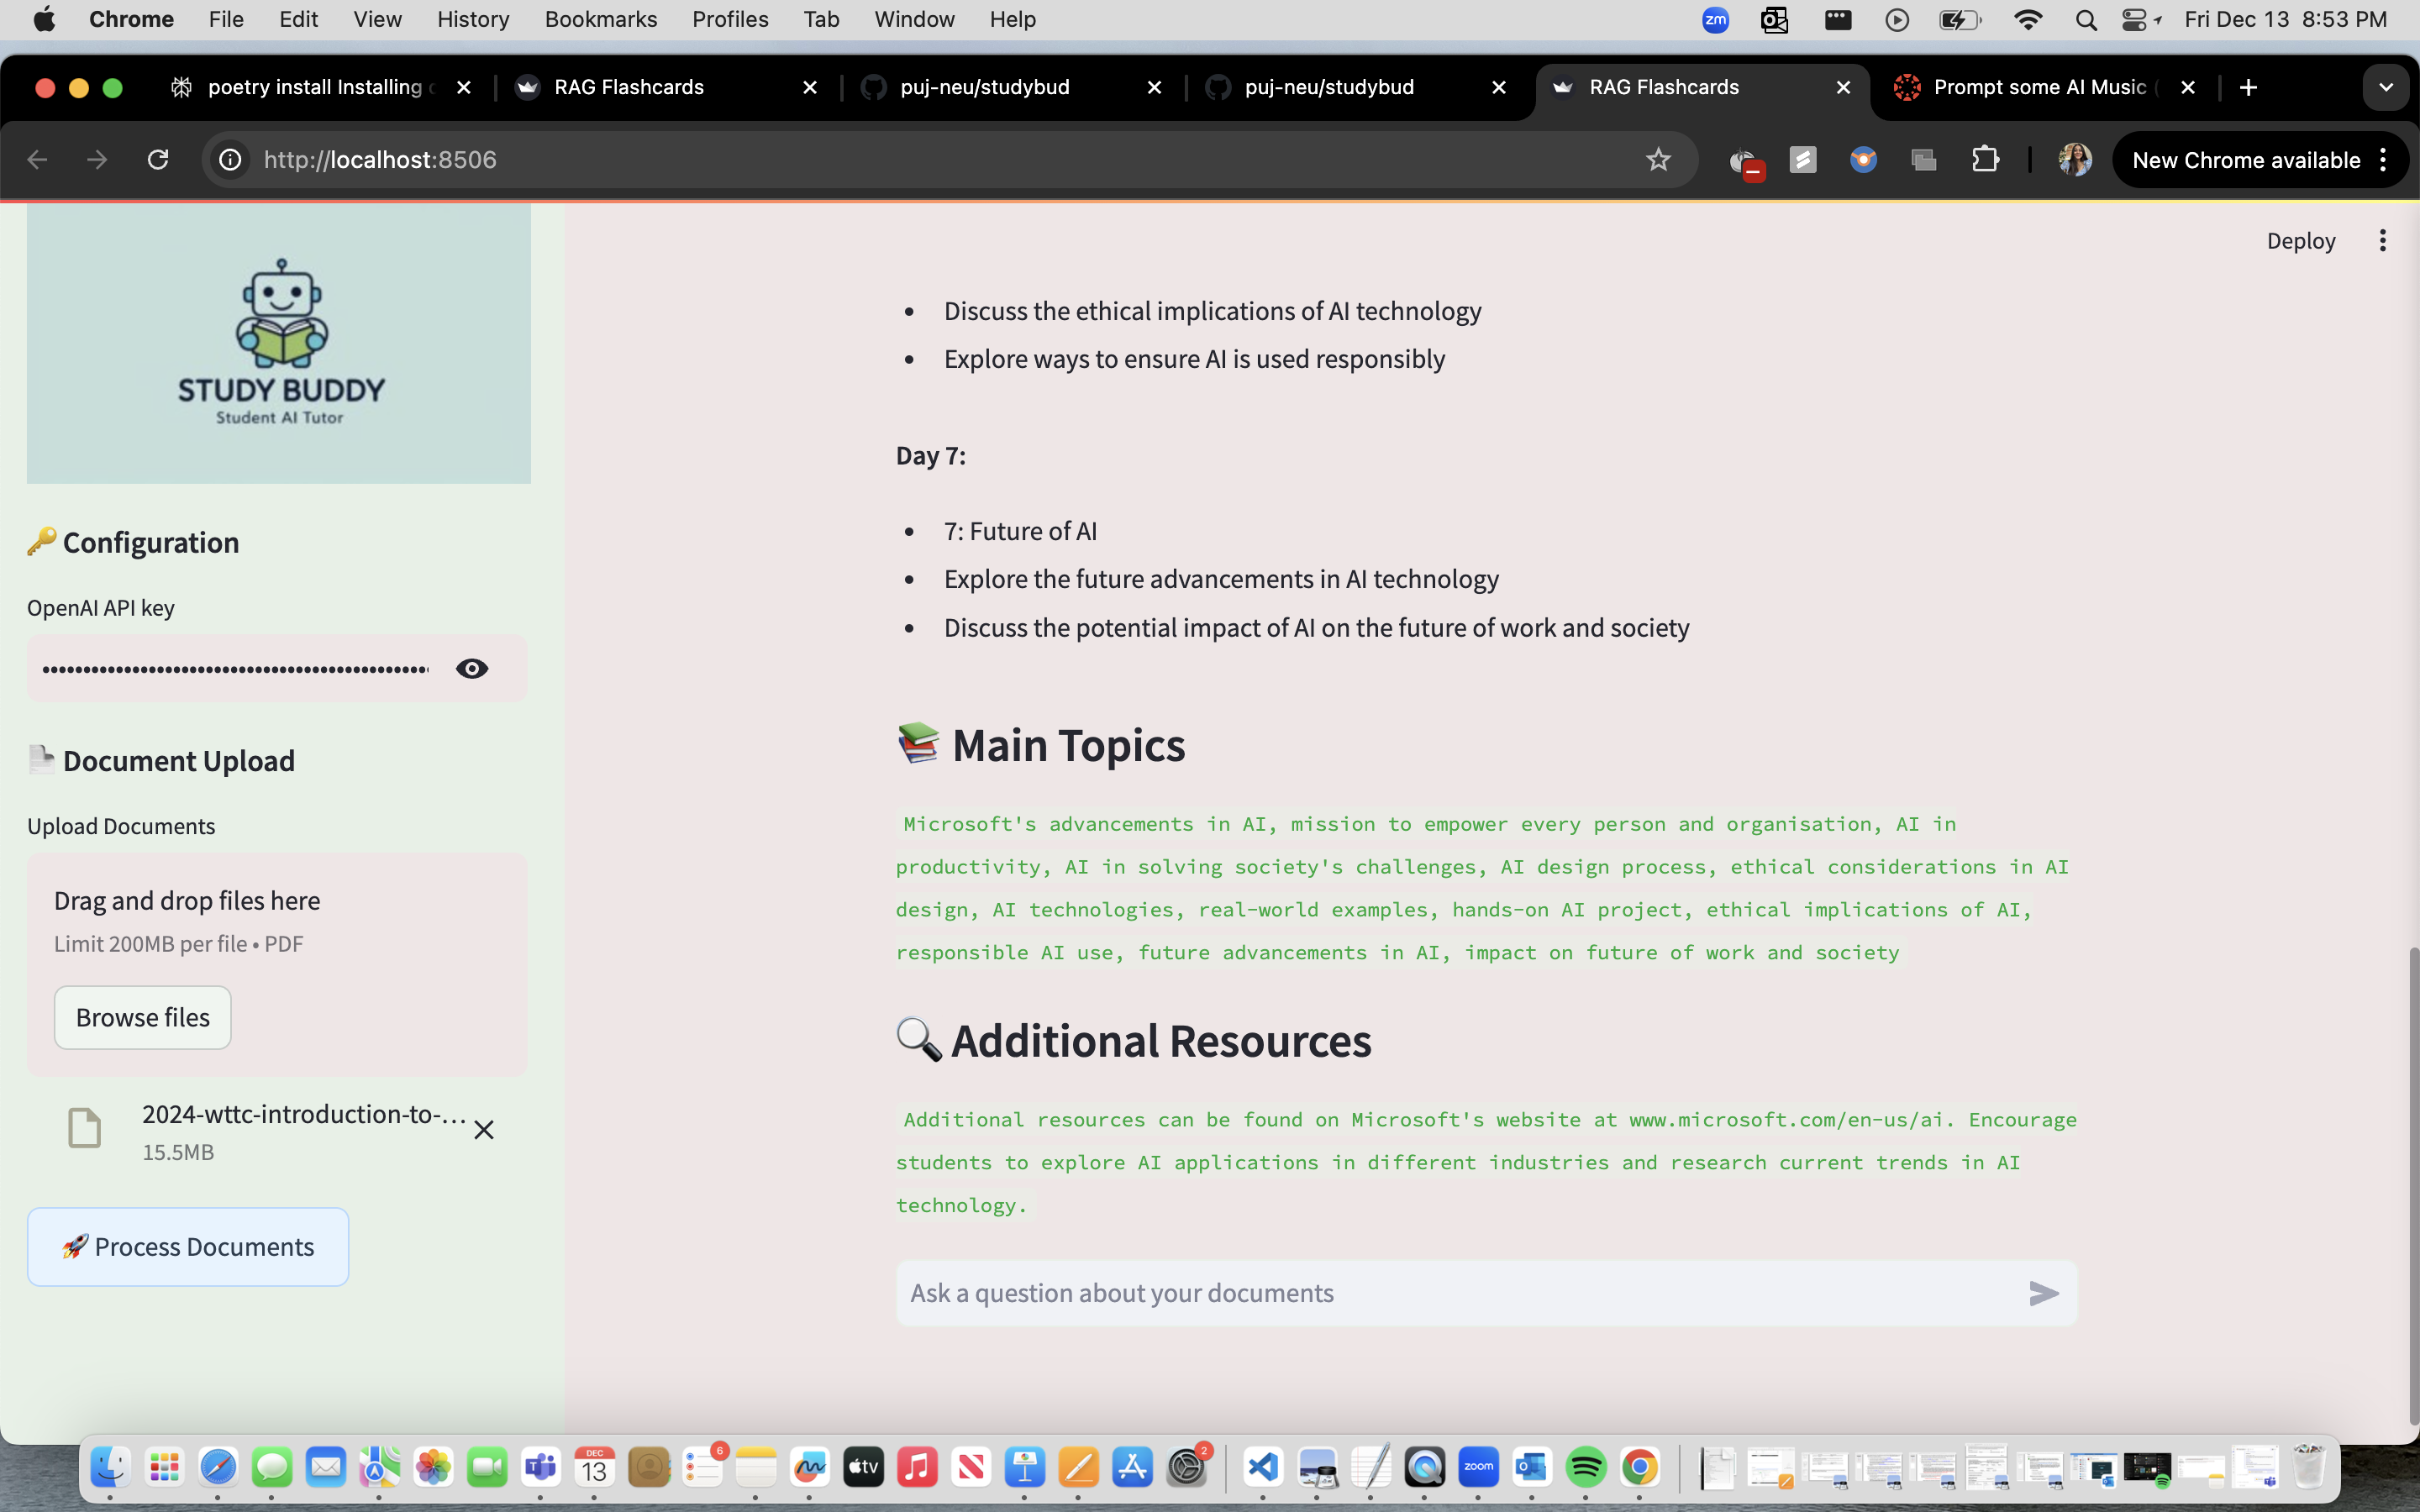 Chrome File Edit View History Bookmarks Profiles Tab Window Help zm Fri Dec 13 8:53 PM
poetry install Installing RAG Flashcards puj-neu/studybud puj-neu/studybud RAG Flashcards Prompt some AI Music
http://localhost:8506 New Chrome available
Deploy
STUDY BUDDY
Student AI Tutor
Configuration
OpenAI API key
Document Upload
Upload Documents
Drag and drop files here
Limit 200MB per file • PDF
Browse files
2024-wttc-introduction-to-...
15.5MB
Process Documents
• Discuss the ethical implications of AI technology
• Explore ways to ensure AI is used responsibly
Day 7:
• 7: Future of AI
• Explore the future advancements in AI technology
• Discuss the potential impact of AI on the future of work and society
Main Topics
Microsoft's advancements in AI, mission to empower every person and organisation, AI in
productivity, AI in solving society's challenges, AI design process, ethical considerations in AI
design, AI technologies, real-world examples, hands-on AI project, ethical implications of AI,
responsible AI use, future advancements in AI, impact on future of work and society
Additional Resources
Additional resources can be found on Microsoft's website at www.microsoft.com/en-us/ai. Encourage
students to explore AI applications in different industries and research current trends in AI
technology.
Ask a question about your documents
DEC
13
6
tv
2
zoom